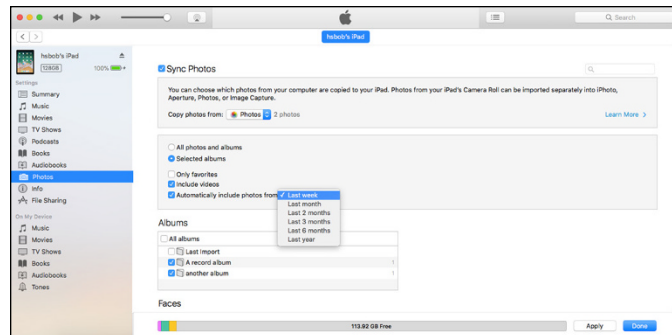 Search
hsbob's iPad
hsbob's iPad
128GB 100%
Settings
Summary
Music
Movies
TV Shows
Podcasts
Books
Audiobooks
Photos
Info
File Sharing
On My Device
Music
Movies
TV Shows
Books
Audiobooks
Tones
Sync Photos
You can choose which photos from your computer are copied to your iPad. Photos from your iPad's Camera Roll can be imported separately into iPhoto,
Aperture, Photos, or Image Capture.
Copy photos from: Photos 2 photos Learn More
All photos and albums
Selected albums
Only favorites
Include videos
Automatically include photos from Last week
Last month
Last 2 months
Last 3 months
Last 6 months
Last year
Albums
All albums
Last Import
A record album 1
another album 1
Faces
113.92 GB Free Apply Done